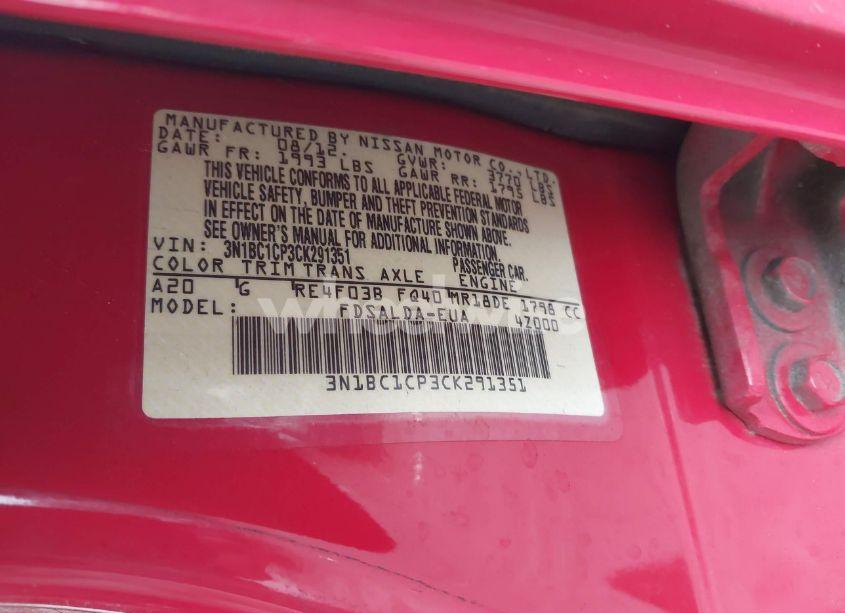 MANUFACTURED BY NISSAN MOTOR CO., LTD.
DATE: 08/12 GVWR: 3770 LBS
GAWR FR: 1993 LBS GAWR RR: 1793 LBS
THIS VEHICLE CONFORMS TO ALL APPLICABLE FEDERAL MOTOR
VEHICLE SAFETY, BUMPER AND THEFT PREVENTION STANDARDS
IN EFFECT ON THE DATE OF MANUFACTURE SHOWN ABOVE.
SEE OWNER'S MANUAL FOR ADDITIONAL INFORMATION.
VIN: 3N1BC1CP3CK291351 PASSENGER CAR
COLOR TRIM TRANS AXLE ENGINE
A20 G RE4F03B FQ40 MR18DE 1798 CC
MODEL: FDSALDA-EUA 4Z000
3N1BC1CP3CK291351